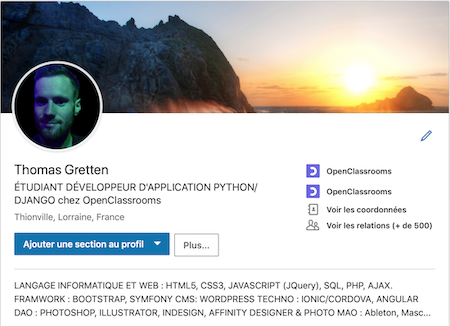 Thomas Gretten
ÉTUDIANT DÉVELOPPEUR D'APPLICATION PYTHON/
DJANGO chez OpenClassrooms
Thionville, Lorraine, France
Ajouter une section au profil
Plus...
OpenClassrooms
OpenClassrooms
Voir les coordonnées
Voir les relations (+ de 500)
LANGAGE INFORMATIQUE ET WEB : HTML5, CSS3, JAVASCRIPT (JQuery), SQL, PHP, AJAX.
FRAMWORK : BOOTSTRAP, SYMFONY CMS: WORDPRESS TECHNO : IONIC/CORDOVA, ANGULAR
DAO : PHOTOSHOP, ILLUSTRATOR, INDESIGN, AFFINITY DESIGNER & PHOTO MAO : Ableton, Masc...